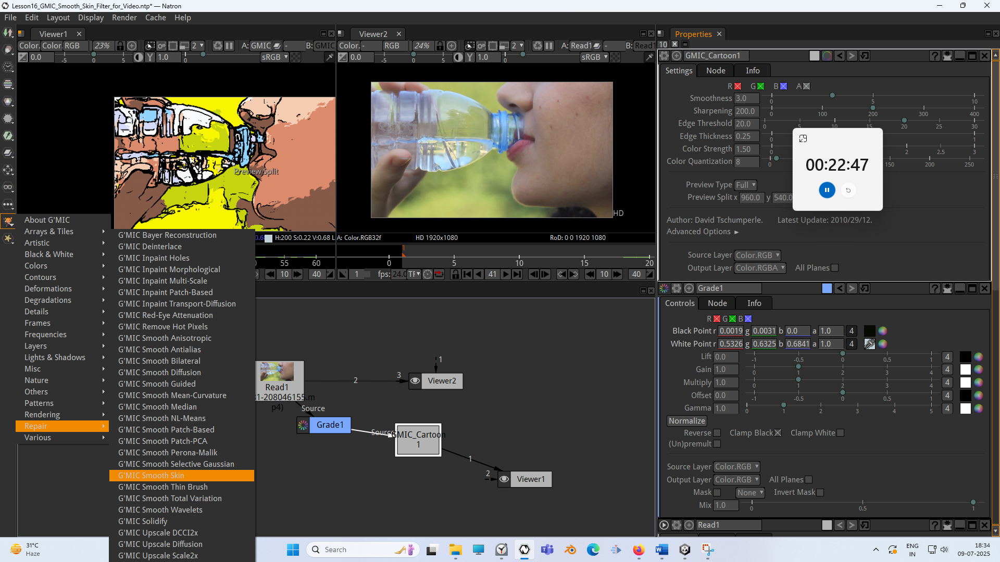 Lesson16_GMIC_Smooth_Skin_Filter_for_Video.ntp* — Natron
File Edit Layout Display Render Cache Help
Viewer1
Color. Color. RGB 23% 2 A: GMIC - B: GMIC
0.0 -5 0 5 Y 1.0 0 sRGB
Viewer2
Color. - RGB 24% 2 A: Read1 - B: Read1
0.0 -5 0 5 Y 1.0 0 sRGB
Preview Split
HD
H:200 S:0.22 V:0.68 L
A: Color.RGB32f HD 1920x1080 RoD: 0 0 1920 1080
55 60
10 40
0 5 10 15 20
1 fps: 24.0 TF 41 10 40
About G'MIC
Arrays & Tiles
Artistic
Black & White
Colors
Contours
Deformations
Degradations
Details
Frames
Frequencies
Layers
Lights & Shadows
Misc
Nature
Others
Patterns
Rendering
Repair
Various
G'MIC Bayer Reconstruction
G'MIC Deinterlace
G'MIC Inpaint Holes
G'MIC Inpaint Morphological
G'MIC Inpaint Multi-Scale
G'MIC Inpaint Patch-Based
G'MIC Inpaint Transport-Diffusion
G'MIC Red-Eye Attenuation
G'MIC Remove Hot Pixels
G'MIC Smooth Anisotropic
G'MIC Smooth Antialias
G'MIC Smooth Bilateral
G'MIC Smooth Diffusion
G'MIC Smooth Guided
G'MIC Smooth Mean-Curvature
G'MIC Smooth Median
G'MIC Smooth NL-Means
G'MIC Smooth Patch-Based
G'MIC Smooth Patch-PCA
G'MIC Smooth Perona-Malik
G'MIC Smooth Selective Gaussian
G'MIC Smooth Skin
G'MIC Smooth Thin Brush
G'MIC Smooth Total Variation
G'MIC Smooth Wavelets
G'MIC Solidify
G'MIC Upscale DCCI2x
G'MIC Upscale Diffusion
G'MIC Upscale Scale2x
Read1
1-208046155.m
p4)
Source
Grade1
Source
GMIC_Cartoon
1
2
3
1
Viewer2
1
2
Viewer1
Properties
10
GMIC_Cartoon1
Settings Node Info
R G B A
Smoothness 3.0 0 5 10
Sharpening 200.0 0 100 200 300 400
Edge Threshold 20.0 0 5 10 15 20 25 30
Edge Thickness 0.25 0 1
Color Strength 1.50 0 2 2.5 3
Color Quantization 8 0 150 200 250
Preview Type Full
Preview Split x 960.0 y 540.0
00:22:47
Author: David Tschumperle. Latest Update: 2010/29/12.
Advanced Options
Source Layer Color.RGB
Output Layer Color.RGBA All Planes
Grade1
Controls Node Info
R G B
Black Point r 0.0019 g 0.0031 b 0.0 a 1.0 4
White Point r 0.5326 g 0.6325 b 0.6841 a 1.0 4
Lift 0.0 -1 -0.5 0 0.5 1 4
Gain 1.0 0 1 2 3 4 4
Multiply 1.0 0 1 2 3 4 4
Offset 0.0 -1 -0.5 0 0.5 1 4
Gamma 1.0 0 1 2 3 4 5 4
Normalize
Reverse Clamp Black Clamp White
(Un)premult
Source Layer Color.RGB
Output Layer Color.RGB All Planes
Mask None Invert Mask
Mix 1.0 0 0.5 1
Read1
31°C
Haze
Search
ENG
IN
18:34
09-07-2025